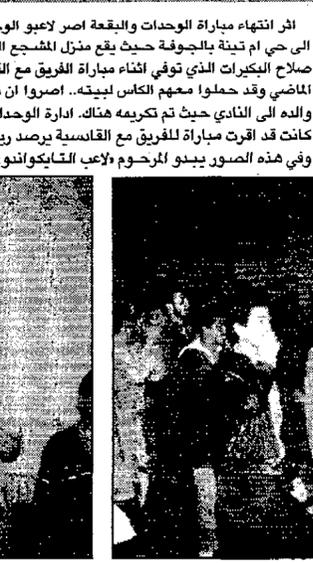 اثر انتهاء مباراة الوحدات والبقعة اصر لاعبو الو
الى حي ام تينة بالجوفة حيث يقع منزل المشجع ال
صلاح البكيرات الذي توفي اثناء مباراة الفريق مع ال
الماضي وقد حملوا معهم الكاس لبيته.. اصروا ان
والده الى النادي حيث تم تكريمه هناك. ادارة الوحدا
كانت قد اقرت مباراة للفريق مع القادسية يرصد ري
وفي هذه الصور يبدو المرحوم «لاعب التايكواندو